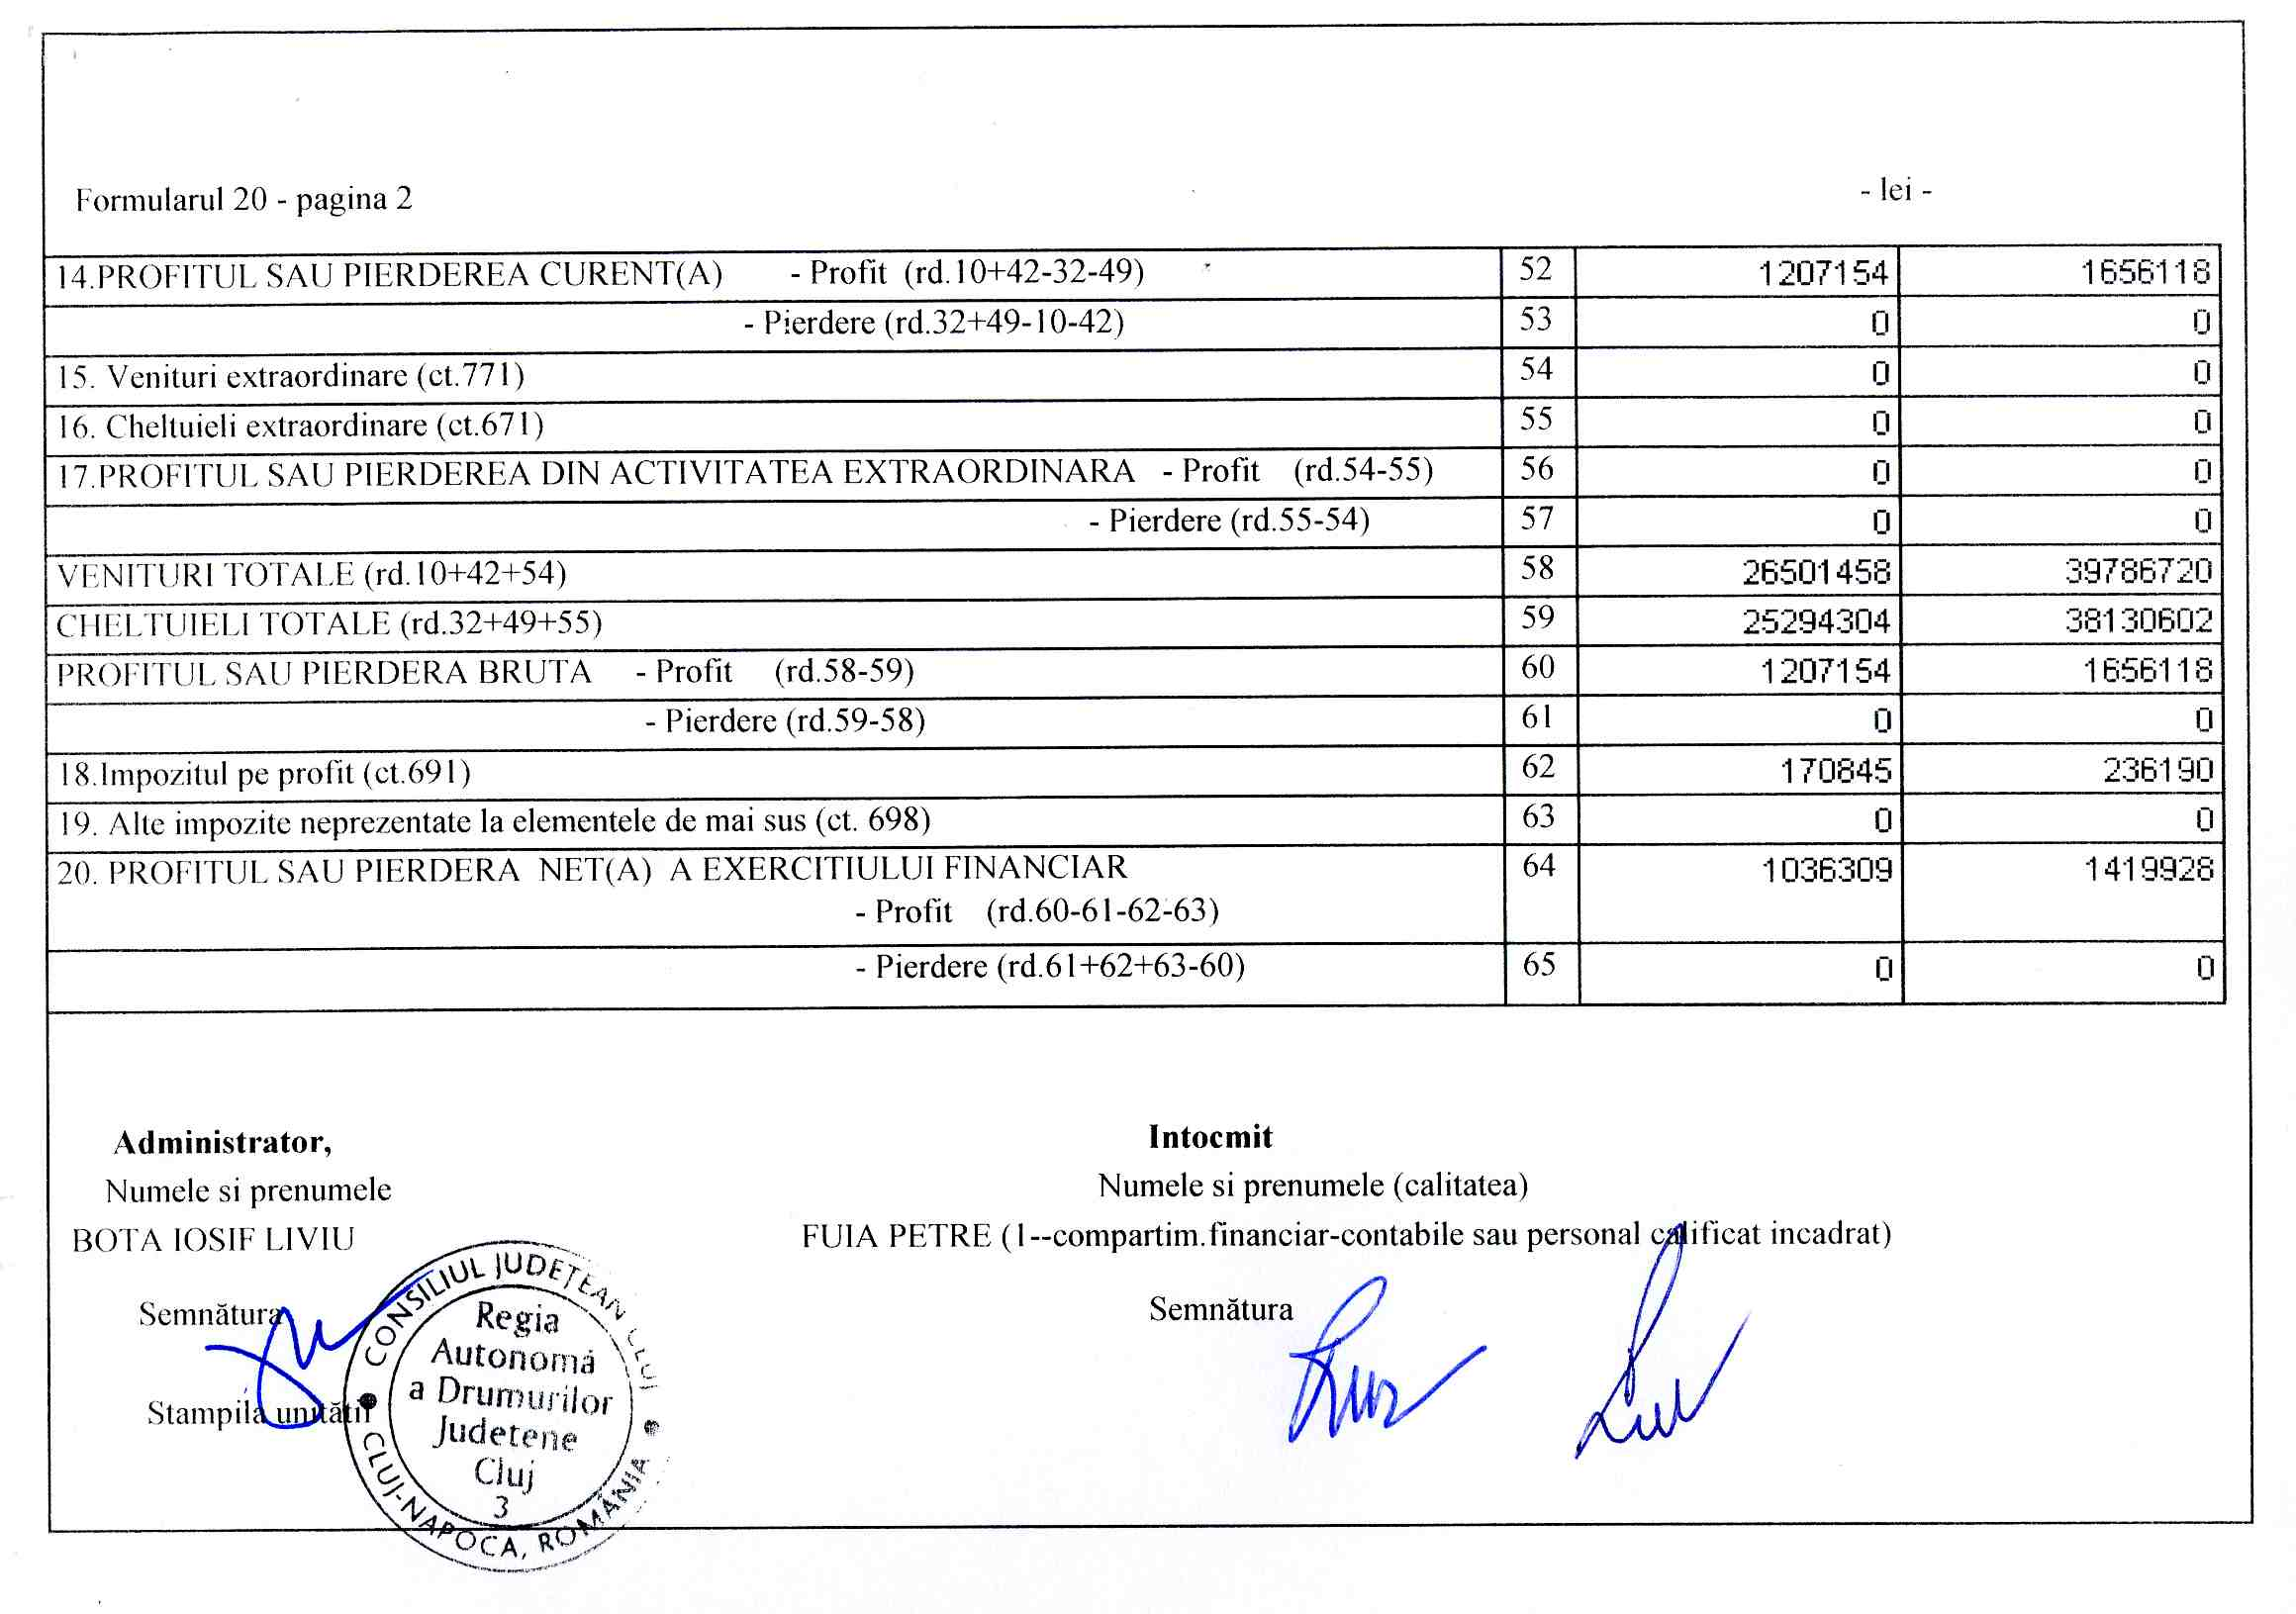 Formularul 20 - pagina 2 - lei -
14.PROFITUL SAU PIERDEREA CURENT(A) - Profit (rd.10+42-32-49) 52 1207154 1656118
- Pierdere (rd.32+49-10-42) 53 0 0
15. Venituri extraordinare (ct.771) 54 0 0
16. Cheltuieli extraordinare (ct.671) 55 0 0
17.PROFITUL SAU PIERDEREA DIN ACTIVITATEA EXTRAORDINARA - Profit (rd.54-55) 56 0 0
- Pierdere (rd.55-54) 57 0 0
VENITURI TOTALE (rd.10+42+54) 58 26501458 39786720
CHELTUIELI TOTALE (rd.32+49+55) 59 25294304 38130602
PROFITUL SAU PIERDERA BRUTA - Profit (rd.58-59) 60 1207154 1656118
- Pierdere (rd.59-58) 61 0 0
18.Impozitul pe profit (ct.691) 62 170845 236190
19. Alte impozite neprezentate la elementele de mai sus (ct. 698) 63 0 0
20. PROFITUL SAU PIERDERA NET(A) A EXERCITIULUI FINANCIAR 64 1036309 1419928
- Profit (rd.60-61-62-63)
- Pierdere (rd.61+62+63-60) 65 0 0
Administrator, Intocmit
Numele si prenumele Numele si prenumele (calitatea)
BOTA IOSIF LIVIU FUIA PETRE (1--compartim.financiar-contabile sau personal calificat incadrat)
Semnătura Semnătura
Stampila unității
CONSILIUL JUDEȚEAN CLUJ
Regia
Autonomă
a Drumurilor
Judetene
Cluj
3
CLUJ-NAPOCA, ROMÂNIA